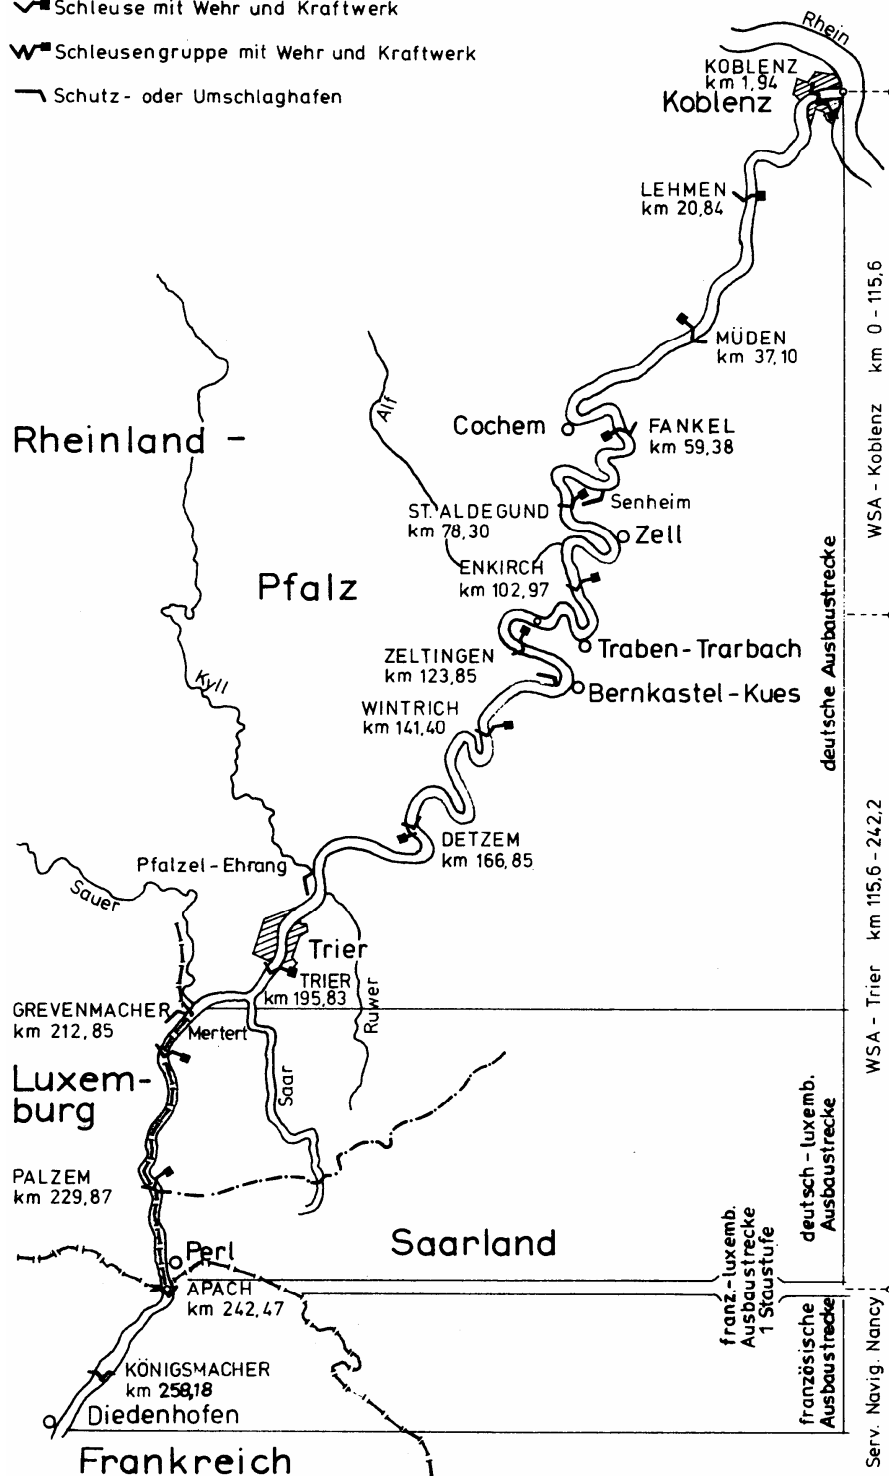 Schleuse mit Wehr und Kraftwerk
Schleusengruppe mit Wehr und Kraftwerk
Schutz- oder Umschlaghafen
Rhein
KOBLENZ
km 1,94
Koblenz
LEHMEN
km 20,84
MÜDEN
km 37,10
Alf
Cochem
FANKEL
km 59,38
Rheinland -
Senheim
ST. ALDEGUND
km 78,30
Zell
ENKIRCH
km 102,97
Pfalz
Traben-Trarbach
ZELTINGEN
km 123,85
Kyll
Bernkastel-Kues
WINTRICH
km 141,40
DETZEM
km 166,85
Pfalzel-Ehrang
Sauer
Trier
TRIER
km 195,83
Ruwer
GREVENMACHER
km 212,85
Mertert
Saar
Luxem-
burg
PALZEM
km 229,87
Saarland
Perl
APACH
km 242,47
KÖNIGSMACHER
km 258,18
Diedenhofen
Frankreich
deutsche Ausbaustrecke
deutsch-luxemb.
Ausbaustrecke
franz.-luxemb.
Ausbaustrecke
1 Staustufe
französische
Ausbaustrecke
WSA - Koblenz km 0 - 115,6
WSA - Trier km 115,6 - 242,2
Serv. Navig. Nancy